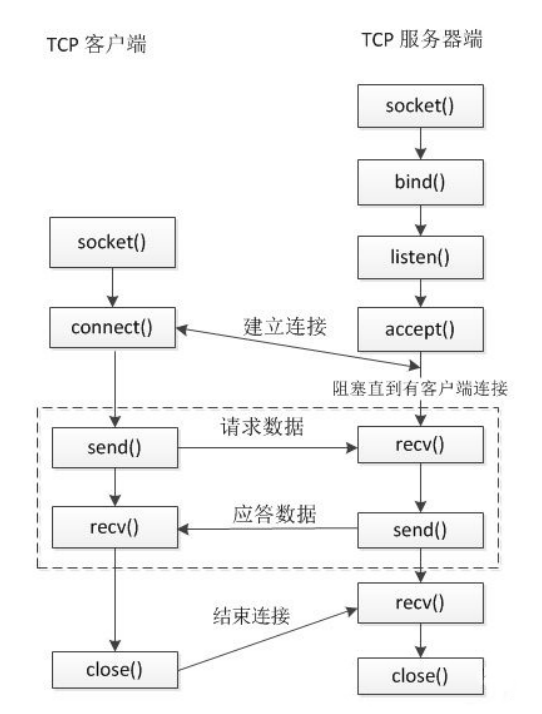 TCP 客户端
TCP 服务器端
socket()
bind()
socket()
listen()
connect()
建立连接
accept()
阻塞直到有客户端连接
send()
请求数据
recv()
recv()
应答数据
send()
结束连接
recv()
close()
close()